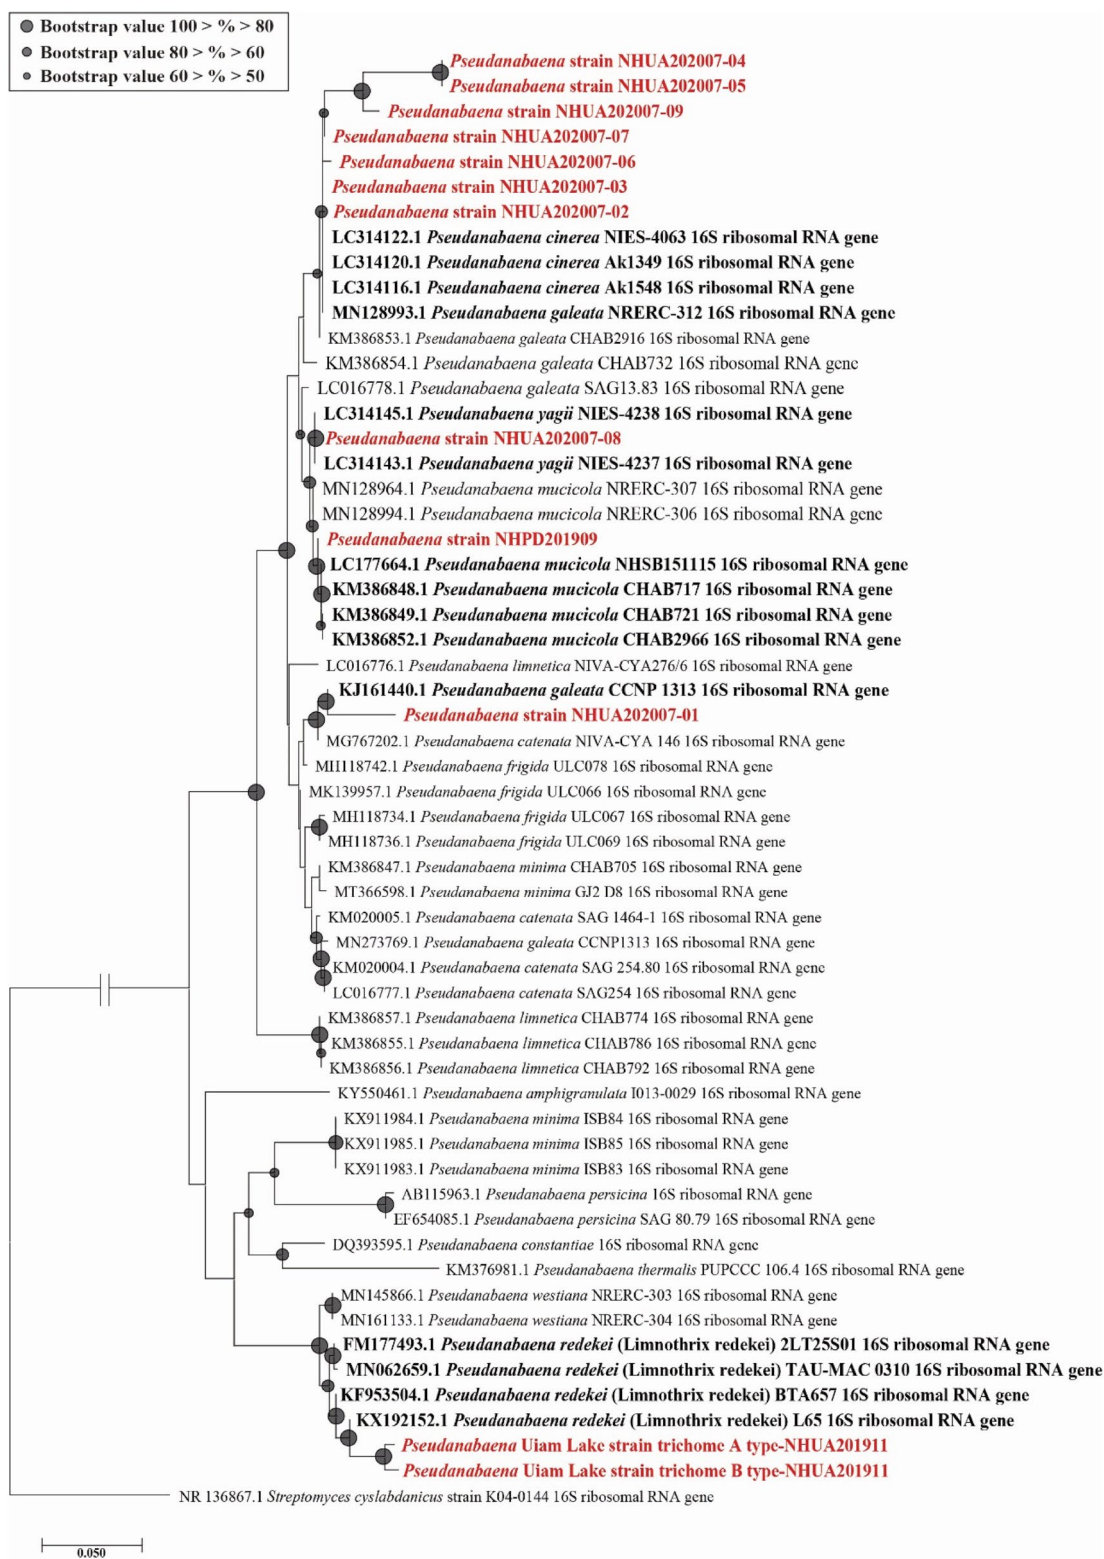 Bootstrap value 100 > % > 80
Bootstrap value 80 > % > 60
Bootstrap value 60 > % > 50
Pseudanabaena strain NHUA202007-04
Pseudanabaena strain NHUA202007-05
Pseudanabaena strain NHUA202007-09
Pseudanabaena strain NHUA202007-07
Pseudanabaena strain NHUA202007-06
Pseudanabaena strain NHUA202007-03
Pseudanabaena strain NHUA202007-02
LC314122.1 Pseudanabaena cinerea NIES-4063 16S ribosomal RNA gene
LC314120.1 Pseudanabaena cinerea Ak1349 16S ribosomal RNA gene
LC314116.1 Pseudanabaena cinerea Ak1548 16S ribosomal RNA gene
MN128993.1 Pseudanabaena galeata NRERC-312 16S ribosomal RNA gene
KM386853.1 Pseudanabaena galeata CHAB2916 16S ribosomal RNA gene
KM386854.1 Pseudanabaena galeata CHAB732 16S ribosomal RNA gene
LC016778.1 Pseudanabaena galeata SAG13.83 16S ribosomal RNA gene
LC314145.1 Pseudanabaena yagii NIES-4238 16S ribosomal RNA gene
Pseudanabaena strain NHUA202007-08
LC314143.1 Pseudanabaena yagii NIES-4237 16S ribosomal RNA gene
MN128964.1 Pseudanabaena mucicola NRERC-307 16S ribosomal RNA gene
MN128994.1 Pseudanabaena mucicola NRERC-306 16S ribosomal RNA gene
Pseudanabaena strain NHPD201909
LC177664.1 Pseudanabaena mucicola NHSB151115 16S ribosomal RNA gene
KM386848.1 Pseudanabaena mucicola CHAB717 16S ribosomal RNA gene
KM386849.1 Pseudanabaena mucicola CHAB721 16S ribosomal RNA gene
KM386852.1 Pseudanabaena mucicola CHAB2966 16S ribosomal RNA gene
LC016776.1 Pseudanabaena limnetica NIVA-CYA276/6 16S ribosomal RNA gene
KJ161440.1 Pseudanabaena galeata CCNP 1313 16S ribosomal RNA gene
Pseudanabaena strain NHUA202007-01
MG767202.1 Pseudanabaena catenata NIVA-CYA 146 16S ribosomal RNA gene
MH118742.1 Pseudanabaena frigida ULC078 16S ribosomal RNA gene
MK139957.1 Pseudanabaena frigida ULC066 16S ribosomal RNA gene
MH118734.1 Pseudanabaena frigida ULC067 16S ribosomal RNA gene
MH118736.1 Pseudanabaena frigida ULC069 16S ribosomal RNA gene
KM386847.1 Pseudanabaena minima CHAB705 16S ribosomal RNA gene
MT366598.1 Pseudanabaena minima GJ2 D8 16S ribosomal RNA gene
KM020005.1 Pseudanabaena catenata SAG 1464-1 16S ribosomal RNA gene
MN273769.1 Pseudanabaena galeata CCNP1313 16S ribosomal RNA gene
KM020004.1 Pseudanabaena catenata SAG 254.80 16S ribosomal RNA gene
LC016777.1 Pseudanabaena catenata SAG254 16S ribosomal RNA gene
KM386857.1 Pseudanabaena limnetica CHAB774 16S ribosomal RNA gene
KM386855.1 Pseudanabaena limnetica CHAB786 16S ribosomal RNA gene
KM386856.1 Pseudanabaena limnetica CHAB792 16S ribosomal RNA gene
KY550461.1 Pseudanabaena amphigranulata I013-0029 16S ribosomal RNA gene
KX911984.1 Pseudanabaena minima ISB84 16S ribosomal RNA gene
KX911985.1 Pseudanabaena minima ISB85 16S ribosomal RNA gene
KX911983.1 Pseudanabaena minima ISB83 16S ribosomal RNA gene
AB115963.1 Pseudanabaena persicina 16S ribosomal RNA gene
EF654085.1 Pseudanabaena persicina SAG 80.79 16S ribosomal RNA gene
DQ393595.1 Pseudanabaena constantiae 16S ribosomal RNA gene
KM376981.1 Pseudanabaena thermalis PUPCCC 106.4 16S ribosomal RNA gene
MN145866.1 Pseudanabaena westiana NRERC-303 16S ribosomal RNA gene
MN161133.1 Pseudanabaena westiana NRERC-304 16S ribosomal RNA gene
FM177493.1 Pseudanabaena redekei (Limnothrix redekei) 2LT25S01 16S ribosomal RNA gene
MN062659.1 Pseudanabaena redekei (Limnothrix redekei) TAU-MAC 0310 16S ribosomal RNA gene
KF953504.1 Pseudanabaena redekei (Limnothrix redekei) BTA657 16S ribosomal RNA gene
KX192152.1 Pseudanabaena redekei (Limnothrix redekei) L65 16S ribosomal RNA gene
Pseudanabaena Uiam Lake strain trichome A type-NHUA201911
Pseudanabaena Uiam Lake strain trichome B type-NHUA201911
NR 136867.1 Streptomyces cyslabdanicus strain K04-0144 16S ribosomal RNA gene
0.050